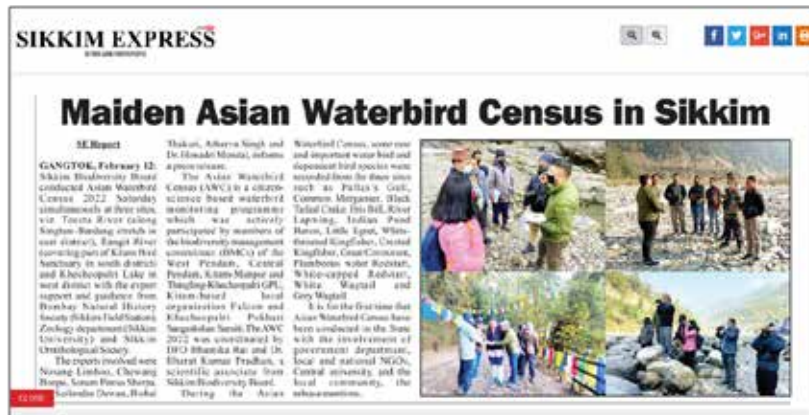 SIKKIM EXPRESS
Maiden Asian Waterbird Census in Sikkim
SE Report
GANGTOK, February 12:
Sikkim Biodiversity Board
conducted Asian Waterbird
Census 2022 Saturday
simultaneously at three sites,
viz Teesta River (along
Singtam-Bardang stretch in
east district), Rangit River
(covering part of Kitam Bird
Sanctuary in south district)
and Khecheopalri Lake in
west district with the expert
support and guidance from
Bombay Natural History
Society (Sikkim Field Station),
Zoology department (Sikkim
University) and Sikkim
Ornithological Society.
The experts involved were
Nosang Limboo, Chewang
Bonpo, Sonam Pintso Sherpa,
Sailendra Dewan, Bishal
Thakuri, Atharva Singh and
Dr. Himadri Mondal, informs
a press release.
The Asian Waterbird
Census (AWC) is a citizen-
science based waterbird
monitoring programme
which was actively
participated by members of
the biodiversity management
committees (BMCs) of the
West Pendam, Central
Pendam, Kitam-Manpur and
Thingling-Khecheopalri GPU,
Kitam-based local
organisation Falcon and
Khecheopalri Pokhari
Sangrakshan Samiti. The AWC
2022 was coordinated by
DFO Bhumika Rai and Dr.
Bharat Kumar Pradhan, a
scientific associate from
Sikkim Biodiversity Board.
During the Asian
Waterbird Census, some rare
and important water bird and
dependent bird species were
recorded from the three sites
such as Pallas's Gull,
Common Merganser, Black
Tailed Crake, Ibis Bill, River
Lapwing, Indian Pond
Heron, Little Egret, White-
throated Kingfisher, Crested
Kingfisher, Great Cormorant,
Plumbeous water Redstart,
White-capped Redstart,
White Wagtail and
Grey Wagtail.
It is for the first time that
Asian Waterbird Census have
been conducted in the State
with the involvement of
government department,
local and national NGOs,
Central university, and the
local community, the
release mentions.